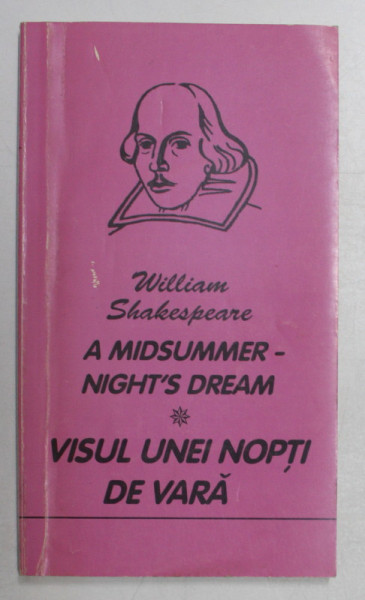 William
Shakespeare
A MIDSUMMER -
NIGHT'S DREAM
VISUL UNEI NOPȚI
DE VARĂ